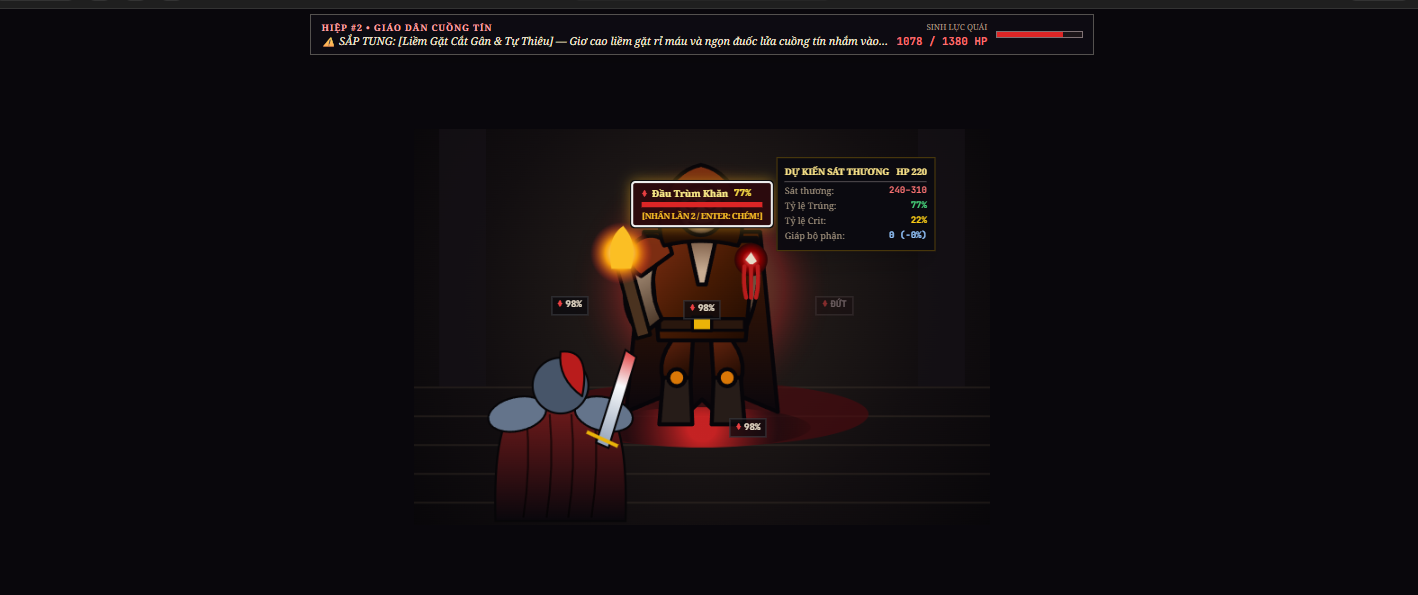 HIỆP #2 • GIÁO DÂN CUỒNG TÍN
⚠ SẮP TUNG: [Liềm Gặt Cắt Gân & Tự Thiêu] — Giơ cao liềm gặt rỉ máu và ngọn đuốc lửa cuồng tín nhắm vào...
SINH LỰC QUÁI
1078 / 1380 HP
♦ Đầu Trùm Khăn 77%
[NHẤN LẦN 2 / ENTER: CHÉM!]
DỰ KIẾN SÁT THƯƠNG HP 220
Sát thương: 240-310
Tỷ lệ Trúng: 77%
Tỷ lệ Crit: 22%
Giáp bộ phận: 0 (-0%)
♦ 98%
♦ 98%
♦ ĐỨT
♦ 98%